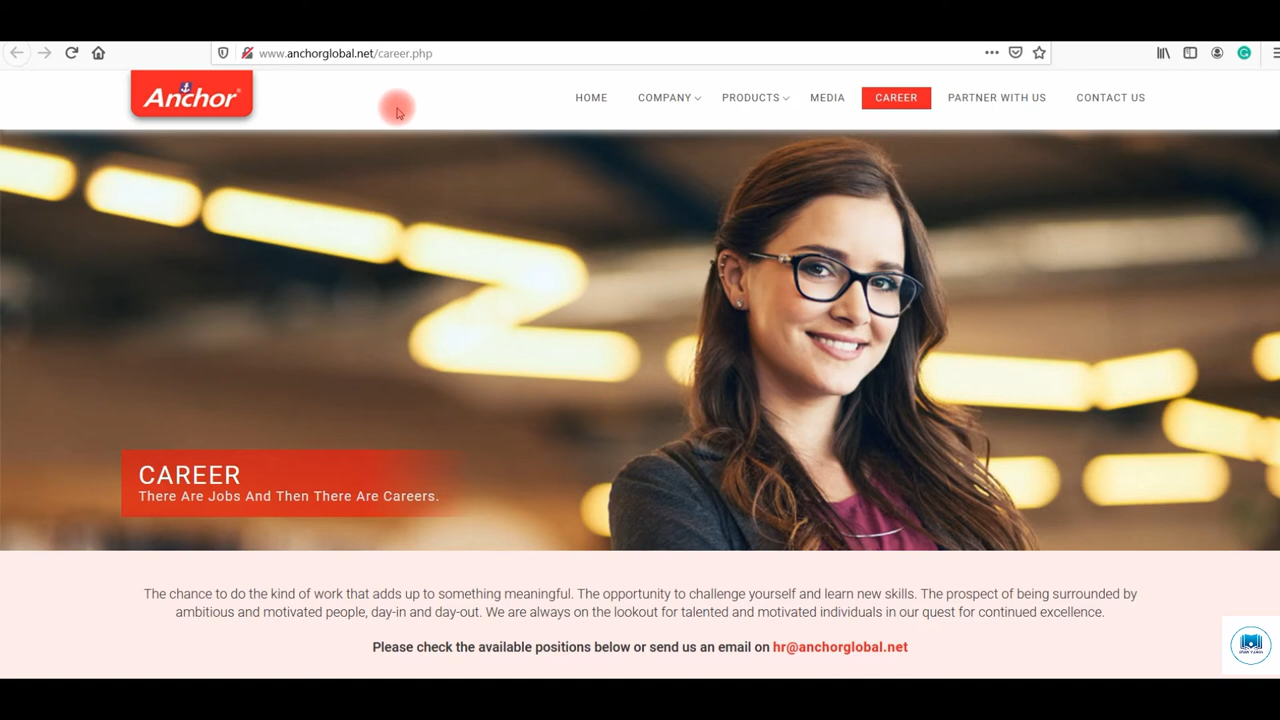 www.anchorglobal.net/career.php
Anchor
HOME COMPANY PRODUCTS MEDIA CAREER PARTNER WITH US CONTACT US
CAREER
There Are Jobs And Then There Are Careers.
The chance to do the kind of work that adds up to something meaningful. The opportunity to challenge yourself and learn new skills. The prospect of being surrounded by
ambitious and motivated people, day-in and day-out. We are always on the lookout for talented and motivated individuals in our quest for continued excellence.
Please check the available positions below or send us an email on hr@anchorglobal.net